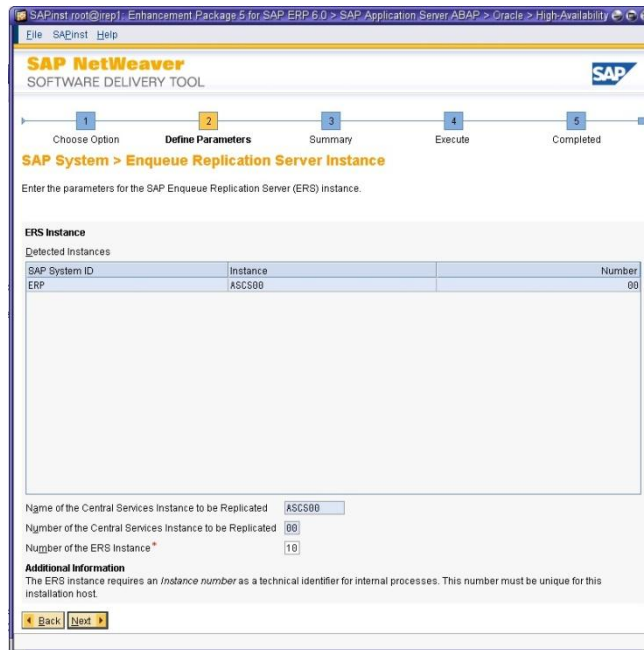 SAPinst root@irep1: Enhancement Package 5 for SAP ERP 6.0 > SAP Application Server ABAP > Oracle > High-Availability
File SAPinst Help
SAP NetWeaver
SOFTWARE DELIVERY TOOL
SAP
1 2 3 4 5
Choose Option Define Parameters Summary Execute Completed
SAP System > Enqueue Replication Server Instance
Enter the parameters for the SAP Enqueue Replication Server (ERS) instance.
ERS Instance
Detected Instances
SAP System ID Instance Number
ERP ASCS00 00
Name of the Central Services Instance to be Replicated ASCS00
Number of the Central Services Instance to be Replicated 00
Number of the ERS Instance * 10
Additional Information
The ERS instance requires an Instance number as a technical identifier for internal processes. This number must be unique for this
installation host.
Back Next